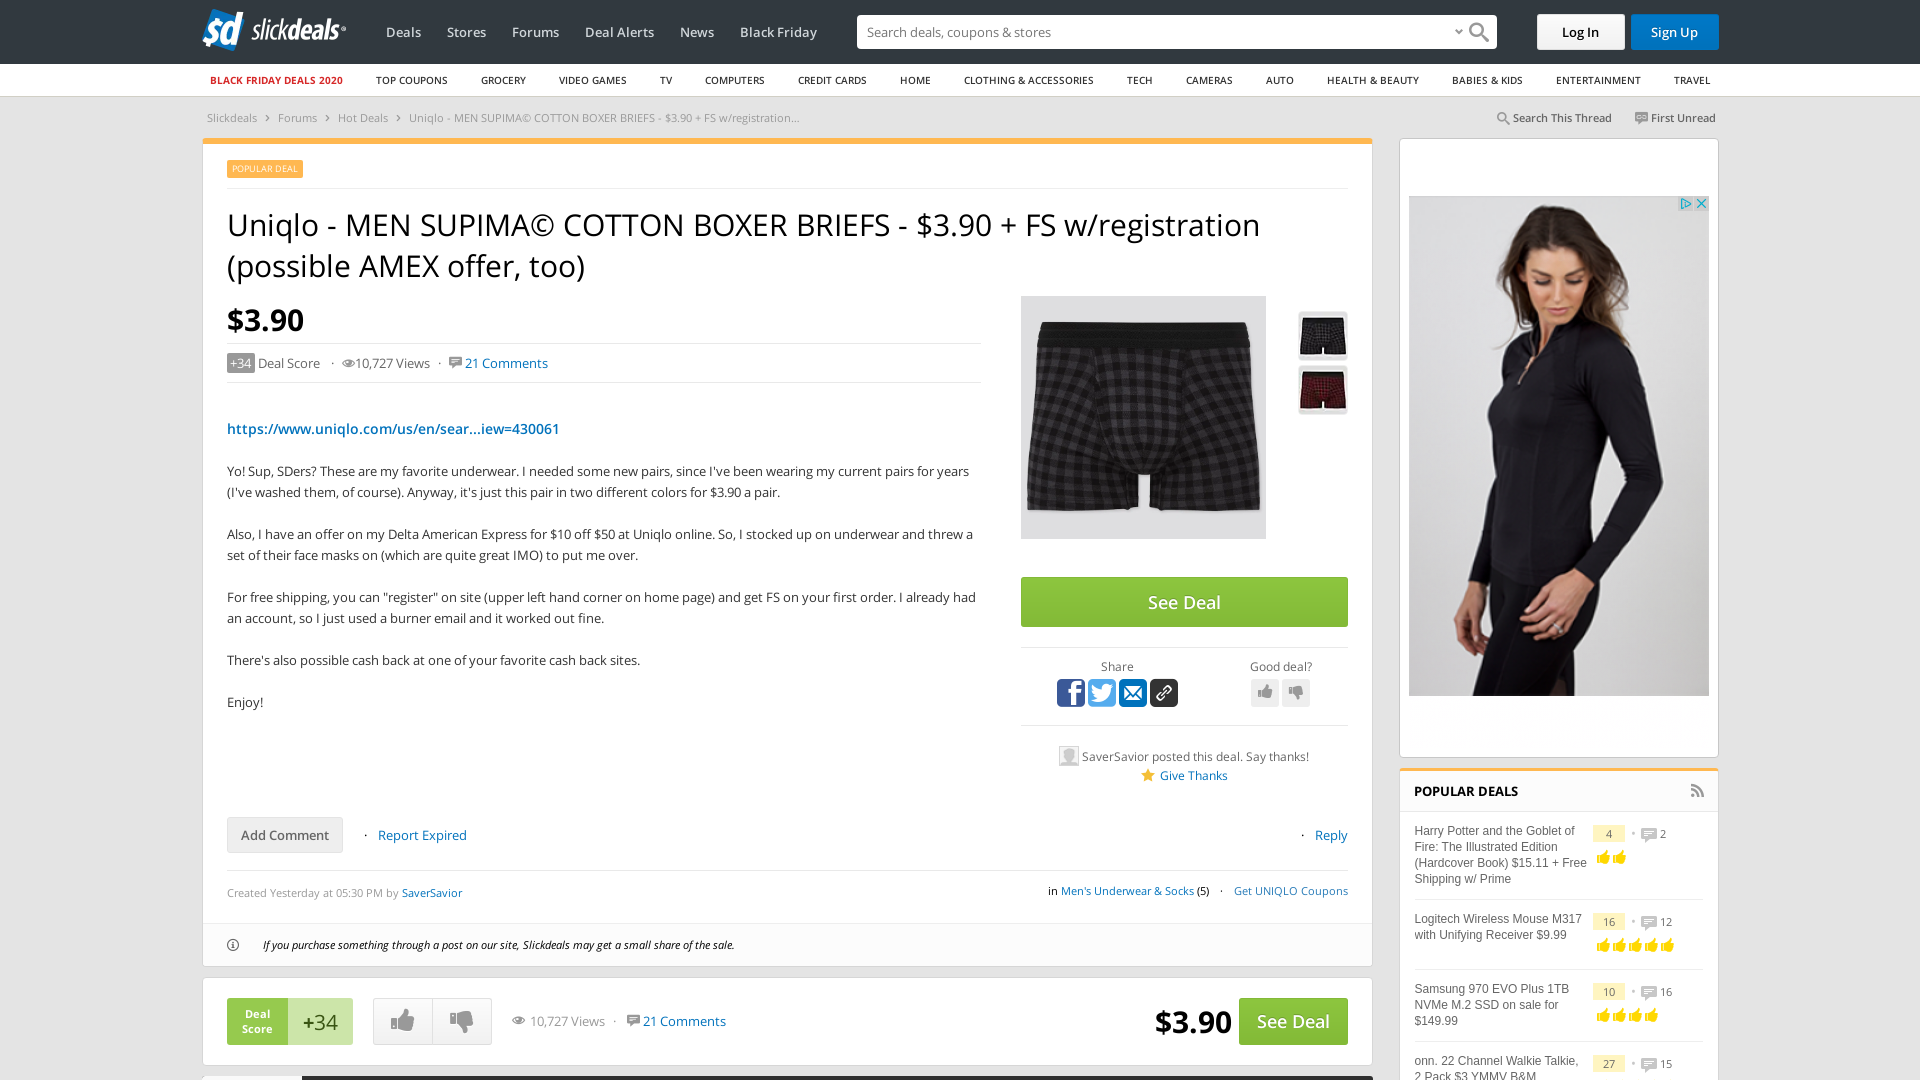 slickdeals
Deals Stores Forums Deal Alerts News Black Friday
Search deals, coupons & stores
Log In
Sign Up
BLACK FRIDAY DEALS 2020 TOP COUPONS GROCERY VIDEO GAMES TV COMPUTERS CREDIT CARDS HOME CLOTHING & ACCESSORIES TECH CAMERAS AUTO HEALTH & BEAUTY BABIES & KIDS ENTERTAINMENT TRAVEL
Slickdeals › Forums › Hot Deals › Uniqlo - MEN SUPIMA© COTTON BOXER BRIEFS - $3.90 + FS w/registration...
Search This Thread
First Unread
POPULAR DEAL
Uniqlo - MEN SUPIMA© COTTON BOXER BRIEFS - $3.90 + FS w/registration
(possible AMEX offer, too)
$3.90
+34 Deal Score · 10,727 Views · 21 Comments
https://www.uniqlo.com/us/en/sear...iew=430061
Yo! Sup, SDers? These are my favorite underwear. I needed some new pairs, since I've been wearing my current pairs for years
(I've washed them, of course). Anyway, it's just this pair in two different colors for $3.90 a pair.
Also, I have an offer on my Delta American Express for $10 off $50 at Uniqlo online. So, I stocked up on underwear and threw a
set of their face masks on (which are quite great IMO) to put me over.
For free shipping, you can "register" on site (upper left hand corner on home page) and get FS on your first order. I already had
an account, so I just used a burner email and it worked out fine.
There's also possible cash back at one of your favorite cash back sites.
Enjoy!
See Deal
Share
Good deal?
SaverSavior posted this deal. Say thanks!
Give Thanks
Add Comment · Report Expired
· Reply
Created Yesterday at 05:30 PM by SaverSavior
in Men's Underwear & Socks (5) · Get UNIQLO Coupons
If you purchase something through a post on our site, Slickdeals may get a small share of the sale.
Deal
Score
+34
10,727 Views · 21 Comments
$3.90
See Deal
POPULAR DEALS
Harry Potter and the Goblet of
Fire: The Illustrated Edition
(Hardcover Book) $15.11 + Free
Shipping w/ Prime
4 • 2
Logitech Wireless Mouse M317
with Unifying Receiver $9.99
16 • 12
Samsung 970 EVO Plus 1TB
NVMe M.2 SSD on sale for
$149.99
10 • 16
onn. 22 Channel Walkie Talkie,
2 Pack $3 YMMV B&M
27 • 15